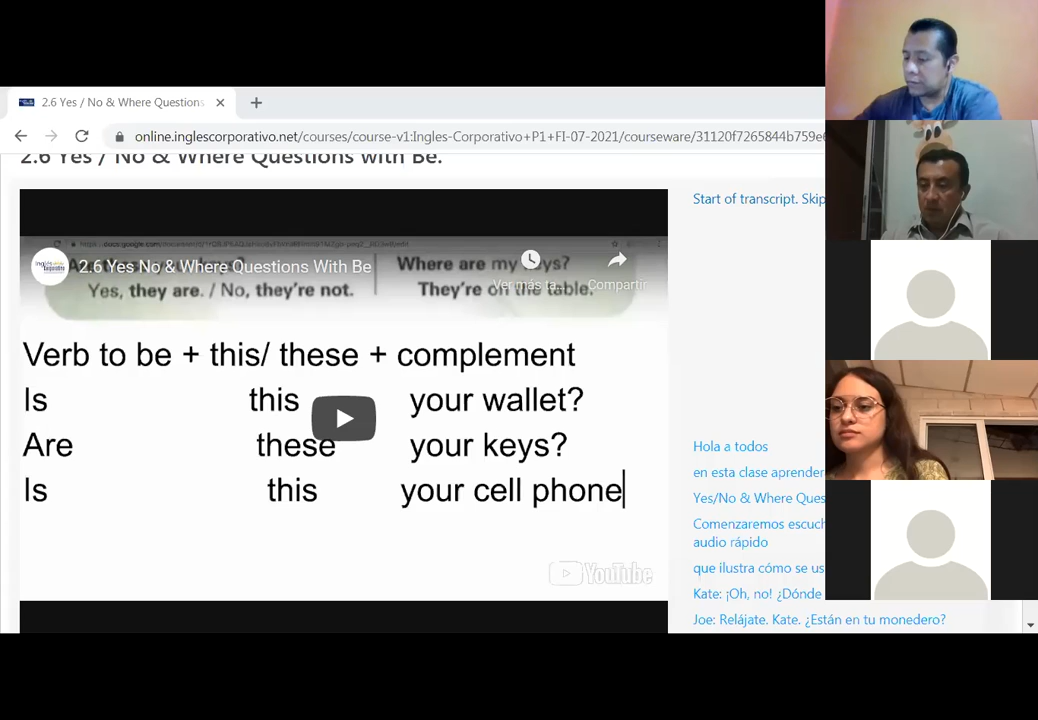 2.6 Yes / No & Where Questions
online.inglescorporativo.net/courses/course-v1:Ingles-Corporativo+P1+FI-07-2021/courseware/31120f7265844b759e
2.6 Yes / No & Where Questions with Be.
2.6 Yes No & Where Questions With Be
Ver más ta...
Compartir
Yes, they are. / No, they're not.
Where are my keys?
They're on the table.
Verb to be + this/ these + complement
Is this your wallet?
Are these your keys?
Is this your cell phone
YouTube
Start of transcript. Skip
Hola a todos
en esta clase aprender
Yes/No & Where Ques
Comenzaremos escuch
audio rápido
que ilustra cómo se us
Kate: ¡Oh, no! ¿Dónde
Joe: Relájate. Kate. ¿Están en tu monedero?